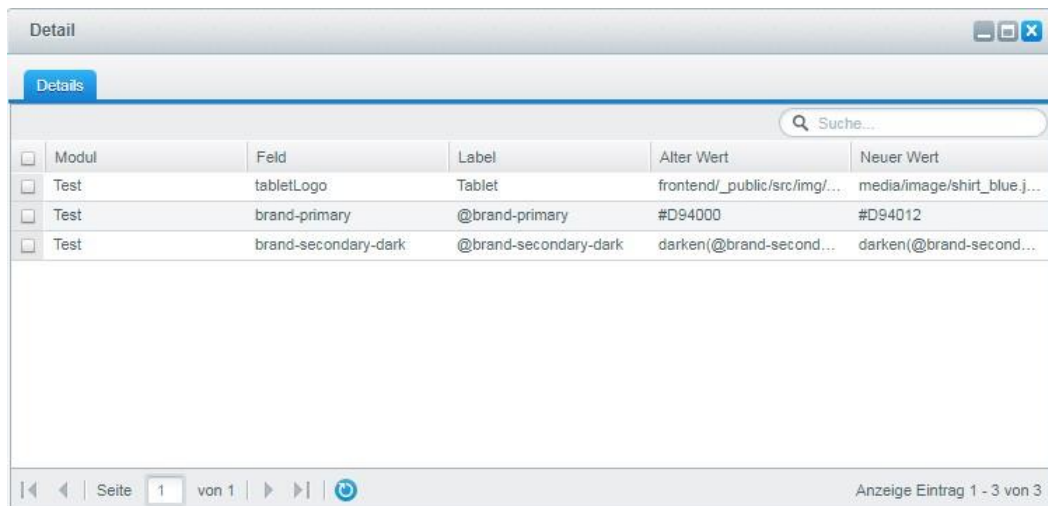 Detail
Details
Suche...
Modul Feld Label Alter Wert Neuer Wert
Test tabletLogo Tablet frontend/_public/src/img/... media/image/shirt_blue.j...
Test brand-primary @brand-primary #D94000 #D94012
Test brand-secondary-dark @brand-secondary-dark darken(@brand-second... darken(@brand-second...
Seite 1 von 1 Anzeige Eintrag 1 - 3 von 3